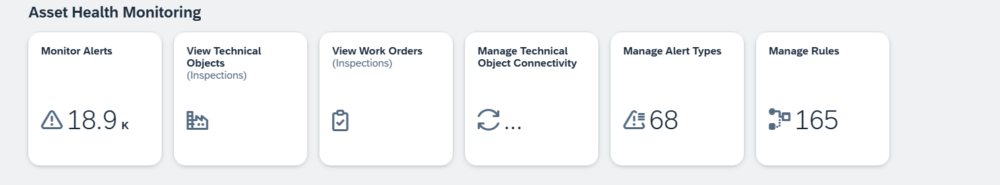 Asset Health Monitoring
Monitor Alerts
18.9 K
View Technical
Objects
(Inspections)
View Work Orders
(Inspections)
Manage Technical
Object Connectivity
...
Manage Alert Types
68
Manage Rules
165